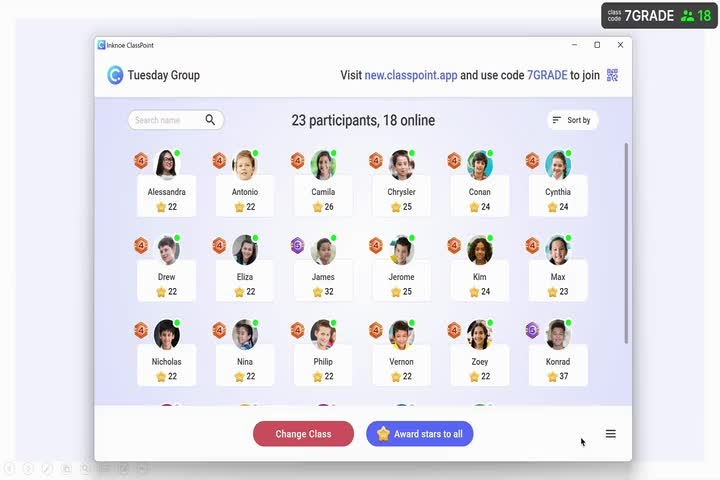 class code 7GRADE 18
Inknoe ClassPoint
Tuesday Group
Visit new.classpoint.app and use code 7GRADE to join
Search name
23 participants, 18 online
Sort by
4 4 4 4 4 4
Alessandra Antonio Camila Chrysler Conan Cynthia
22 22 26 25 24 24
4 4 5 4 4 4
Drew Eliza James Jerome Kim Max
22 22 32 25 24 23
4 4 4 4 4 5
Nicholas Nina Philip Vernon Zoey Konrad
22 22 22 22 22 37
Change Class
Award stars to all